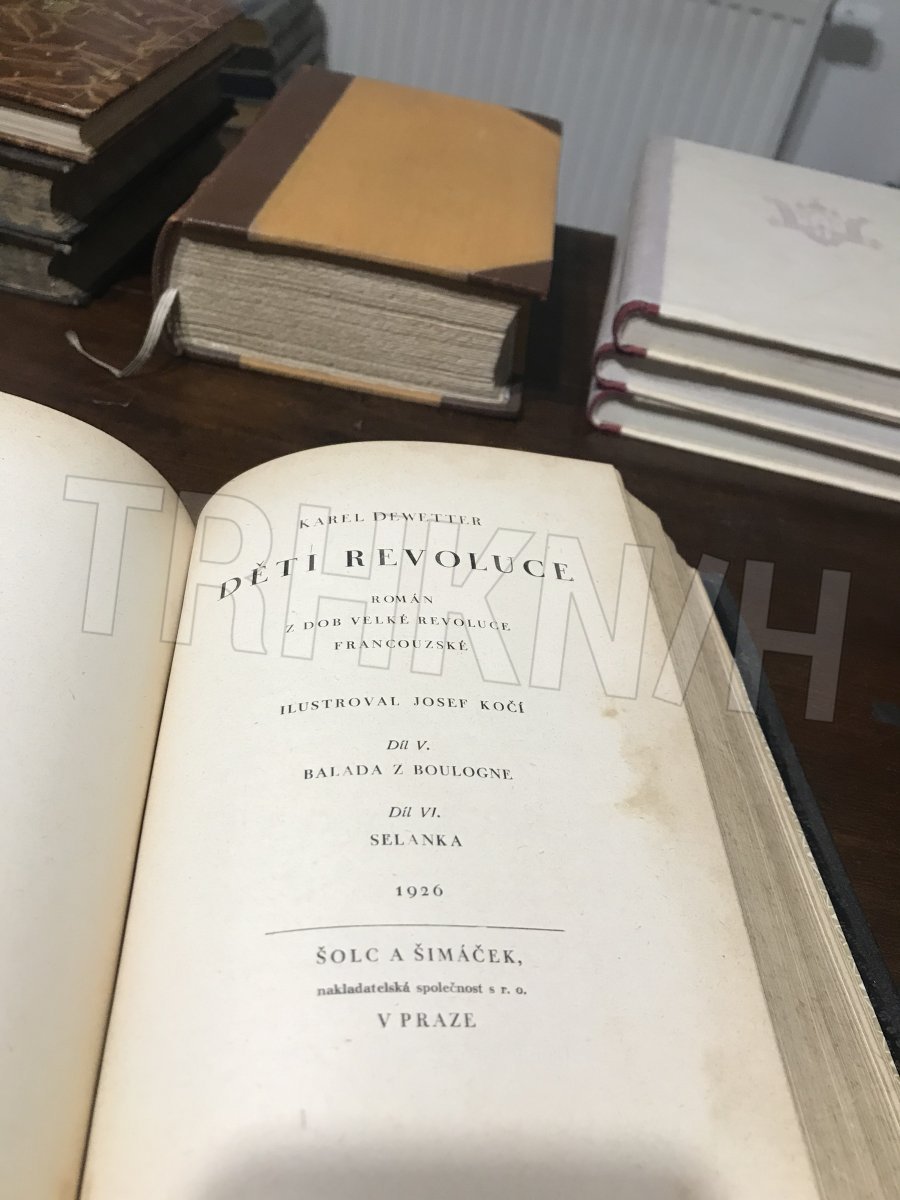 KAREL DEWETTER
DĚTI REVOLUCE
ROMÁN
Z DOB VELKÉ REVOLUCE
FRANCOUZSKÉ
ILUSTROVAL JOSEF KOČÍ
Díl V.
BALADA Z BOULOGNE
Díl VI.
SELANKA
1926
ŠOLC A ŠIMÁČEK,
nakladatelská společnost s r. o.
V PRAZE
TRHKNIH